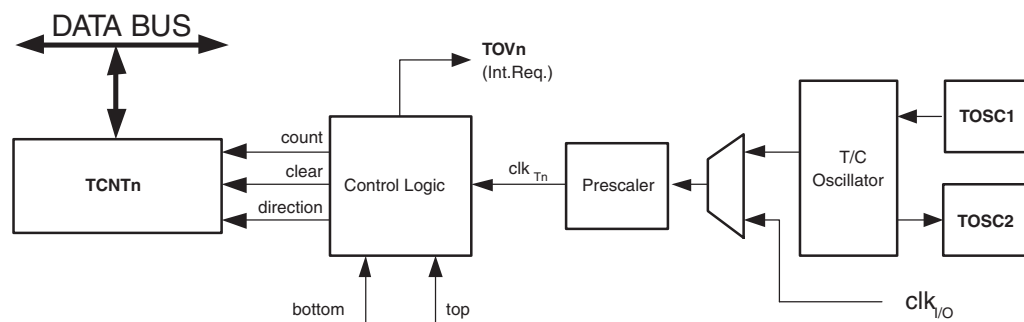 DATA BUS
TOVn
(Int.Req.)
TOSC1
count
TCNTn
clear
Control Logic
clk Tn
Prescaler
T/C
Oscillator
direction
TOSC2
bottom
top
clkI/O